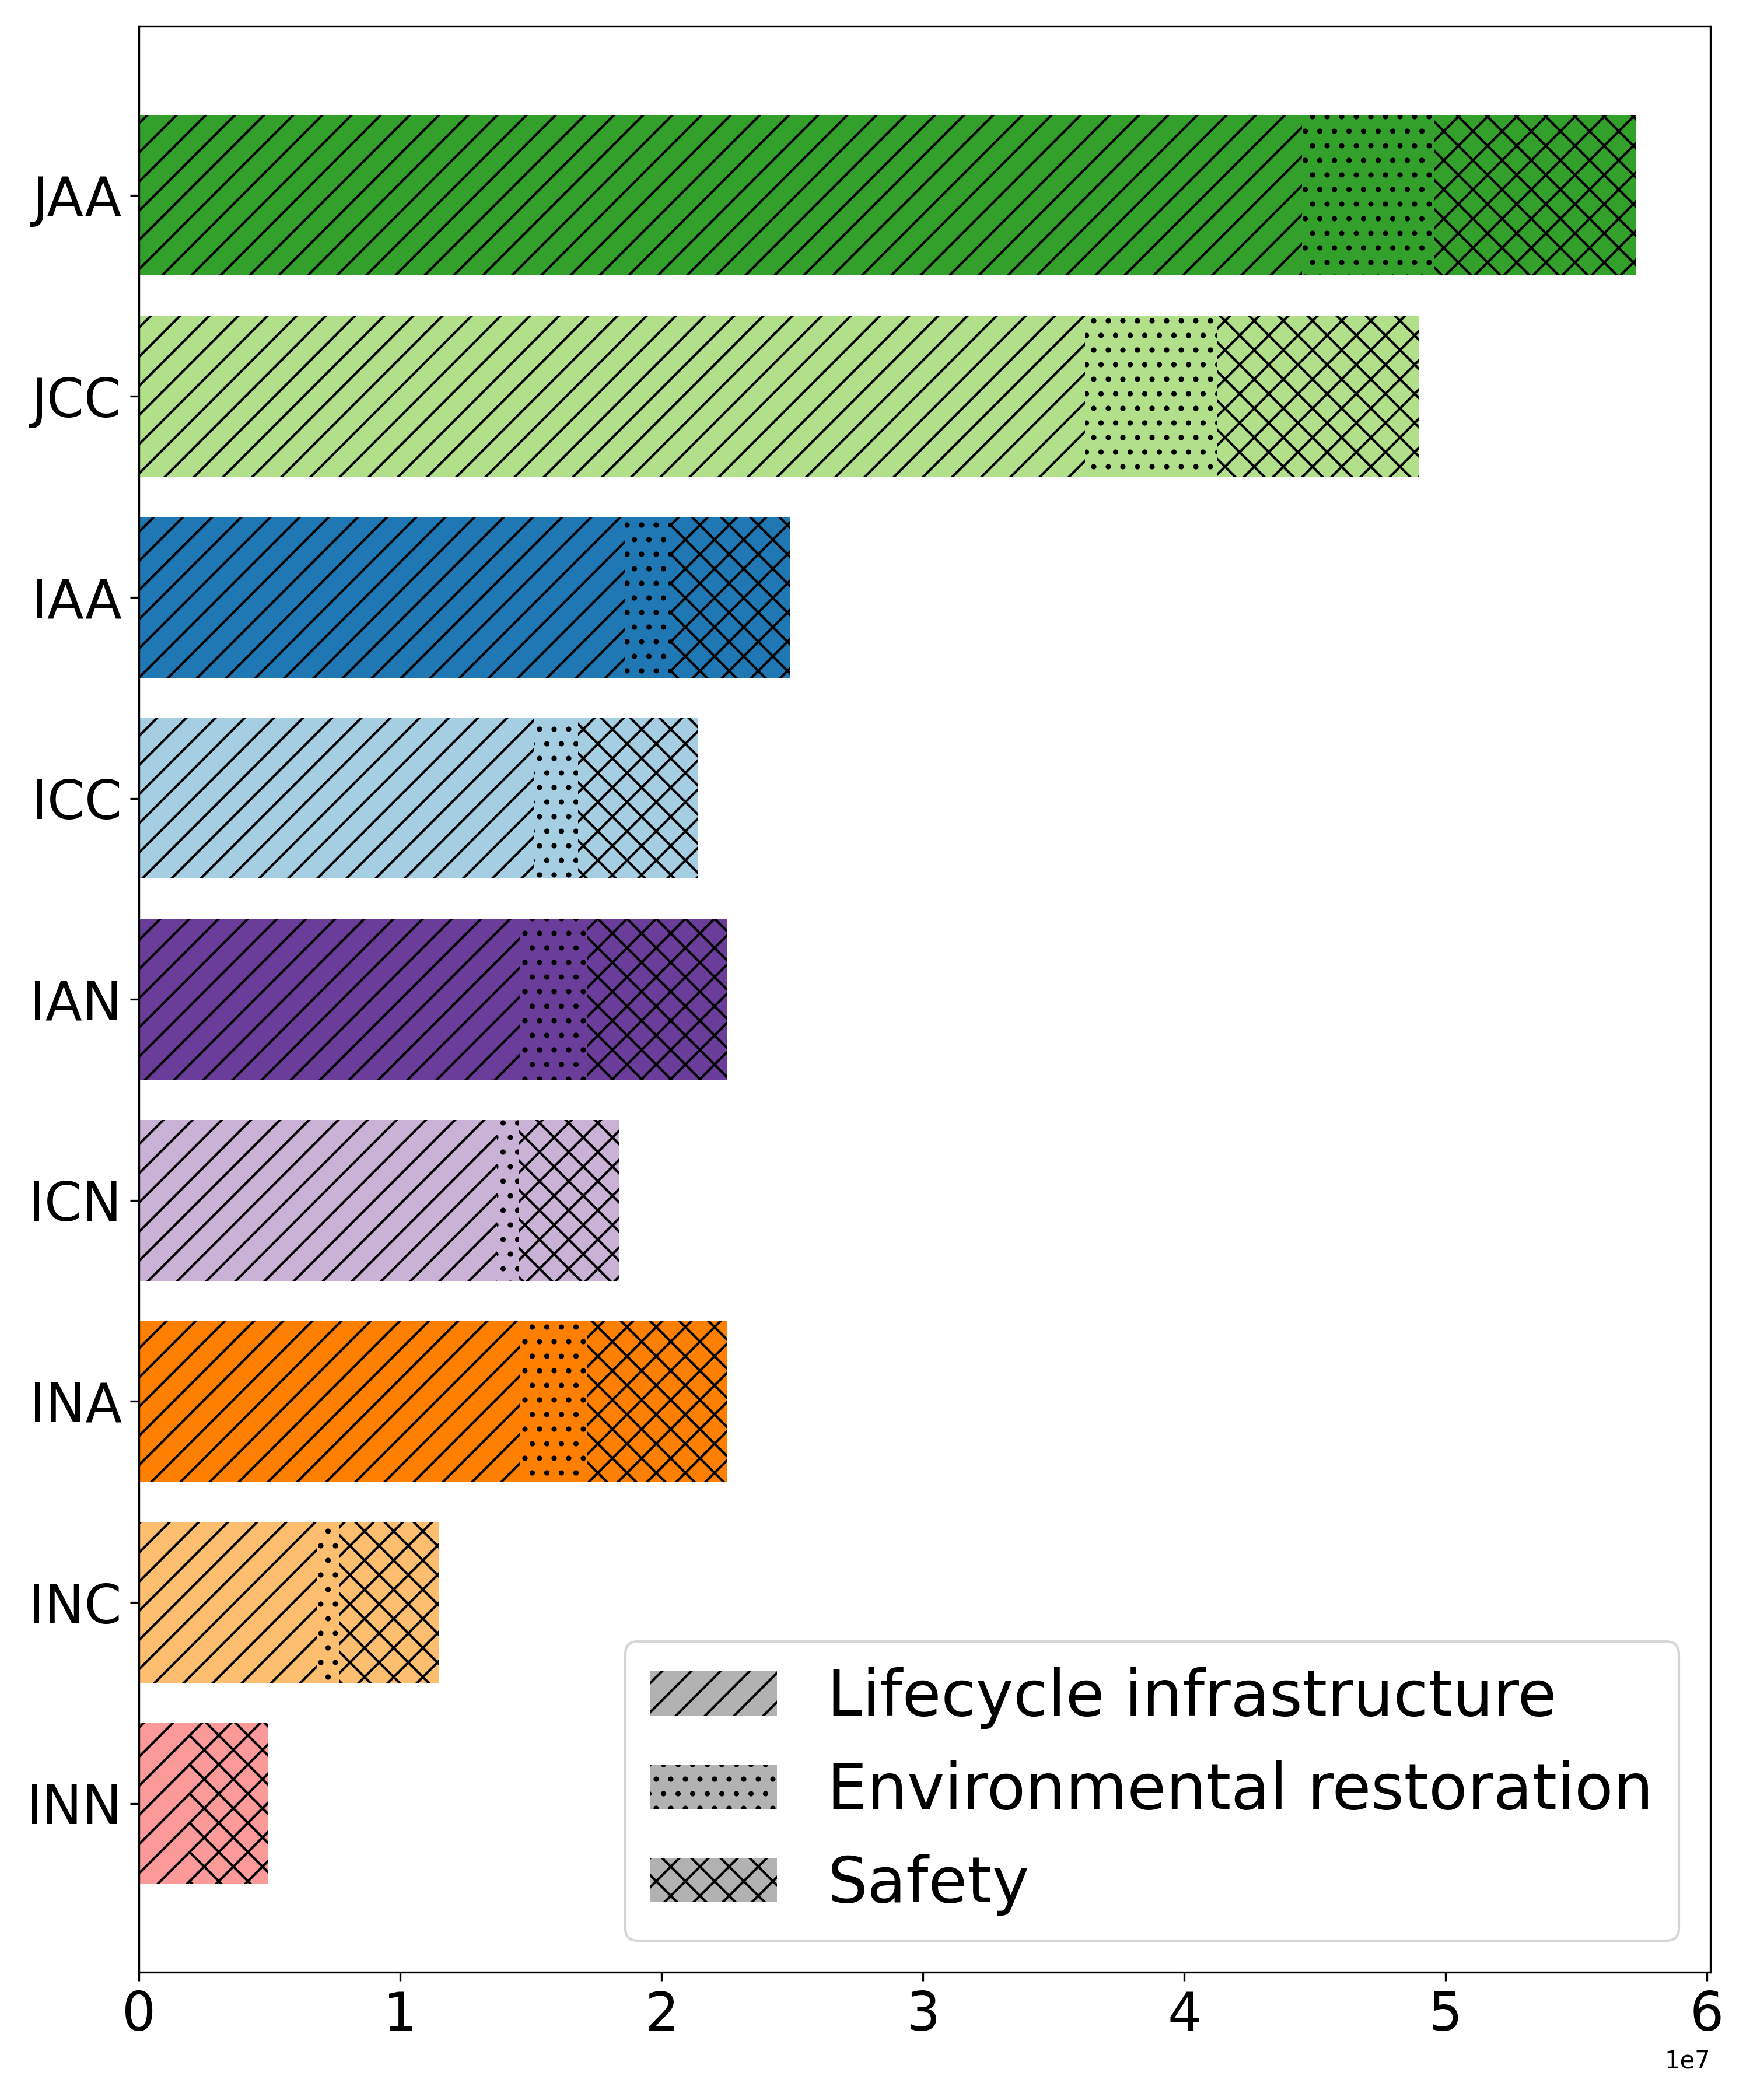 JAA
JCC
IAA
ICC
IAN
ICN
INA
INC
INN
Lifecycle infrastructure
Environmental restoration
Safety
0 1 2 3 4 5 6
1e7